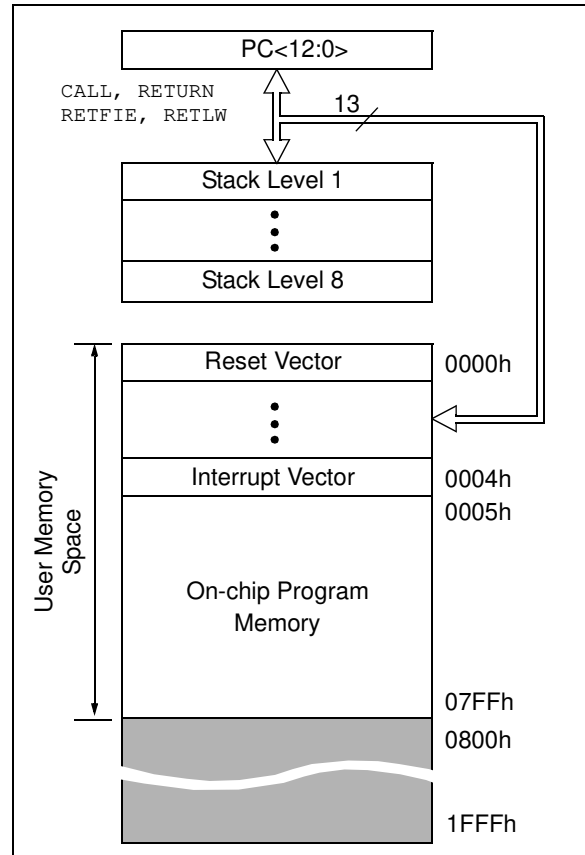 PC<12:0>
CALL, RETURN
RETFIE, RETLW
13
Stack Level 1
Stack Level 8
Reset Vector
0000h
Interrupt Vector
0004h
0005h
User Memory
Space
On-chip Program
Memory
07FFh
0800h
1FFFh